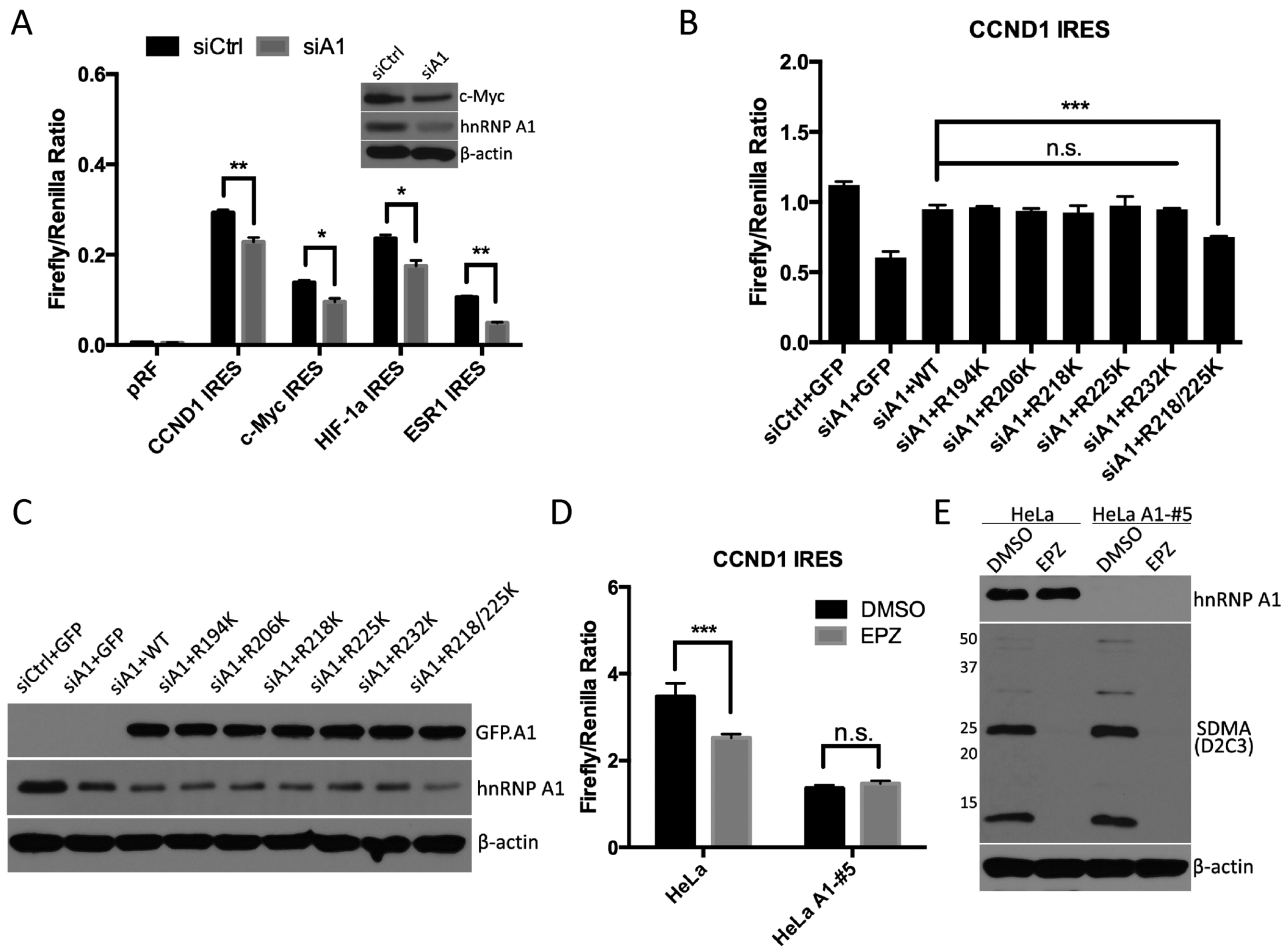 A
siCtrl siA1
Firefly/Renilla Ratio
0.6
0.4
0.2
0.0
siCtrl siA1
c-Myc
hnRNP A1
β-actin
**
*
*
**
pRF
CCND1 IRES
c-Myc IRES
HIF-1a IRES
ESR1 IRES
B
CCND1 IRES
Firefly/Renilla Ratio
2.0
1.5
1.0
0.5
0.0
***
n.s.
siCtrl+GFP
siA1+GFP
siA1+WT
siA1+R194K
siA1+R206K
siA1+R218K
siA1+R225K
siA1+R232K
siA1+R218/225K
C
siCtrl+GFP
siA1+GFP
siA1+WT
siA1+R194K
siA1+R206K
siA1+R218K
siA1+R225K
siA1+R232K
siA1+R218/225K
GFP.A1
hnRNP A1
β-actin
D
CCND1 IRES
Firefly/Renilla Ratio
6
4
2
0
DMSO
EPZ
***
n.s.
HeLa
HeLa A1-#5
E
HeLa HeLa A1-#5
DMSO EPZ DMSO EPZ
hnRNP A1
50
37
25
20
15
SDMA
(D2C3)
β-actin